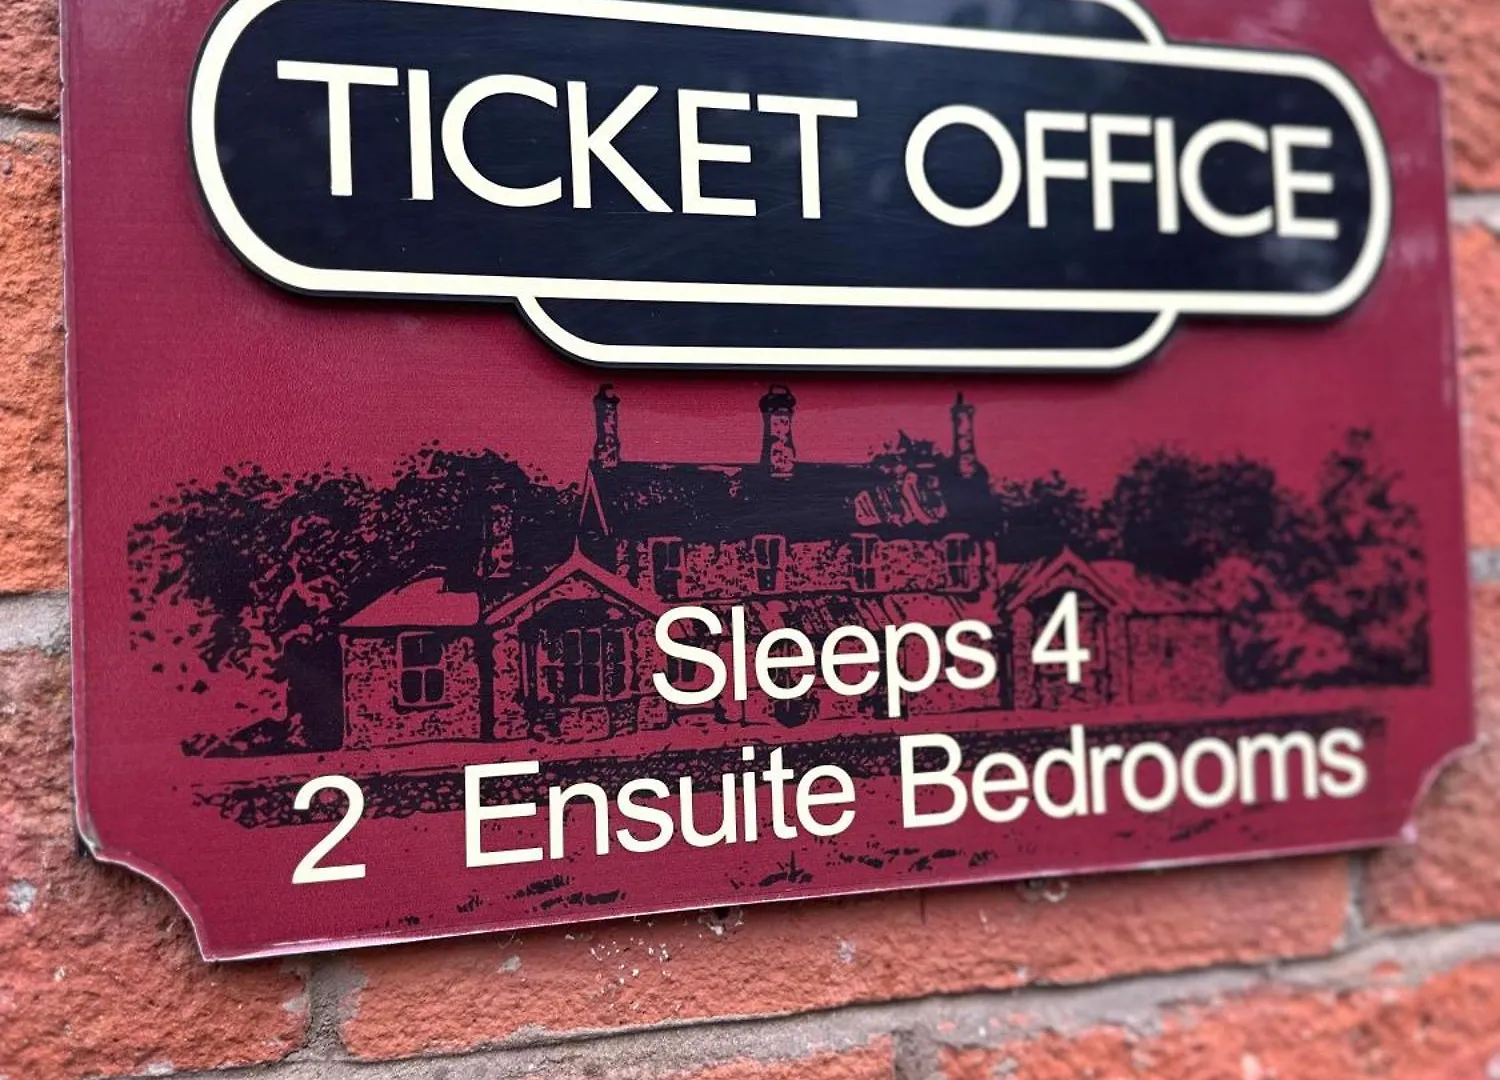 TICKET OFFICE
Sleeps 4
2 Ensuite Bedrooms